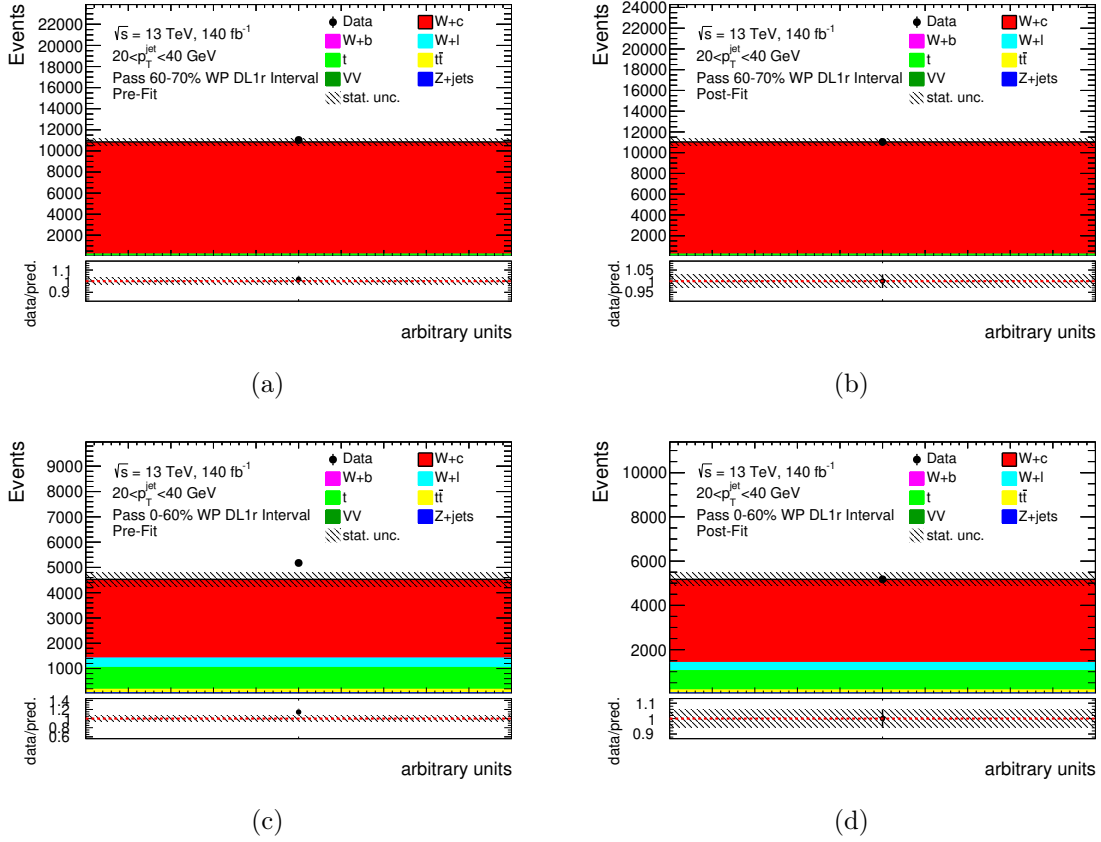 Events
22000
20000
18000
16000
14000
12000
10000
8000
6000
4000
2000
√s = 13 TeV, 140 fb⁻¹
20<p_T^jet<40 GeV
Pass 60-70% WP DL1r Interval
Pre-Fit
Data
W+b
t
VV
stat. unc.
W+c
W+l
tt̄
Z+jets
data/pred.
1.1
1
0.9
arbitrary units
(a)
Events
24000
22000
20000
18000
16000
14000
12000
10000
8000
6000
4000
2000
√s = 13 TeV, 140 fb⁻¹
20<p_T^jet<40 GeV
Pass 60-70% WP DL1r Interval
Post-Fit
Data
W+b
t
VV
stat. unc.
W+c
W+l
tt̄
Z+jets
data/pred.
1.05
1
0.95
arbitrary units
(b)
Events
9000
8000
7000
6000
5000
4000
3000
2000
1000
√s = 13 TeV, 140 fb⁻¹
20<p_T^jet<40 GeV
Pass 0-60% WP DL1r Interval
Pre-Fit
Data
W+b
t
VV
stat. unc.
W+c
W+l
tt̄
Z+jets
data/pred.
1.4
1.2
1
0.8
0.6
arbitrary units
(c)
Events
10000
8000
6000
4000
2000
√s = 13 TeV, 140 fb⁻¹
20<p_T^jet<40 GeV
Pass 0-60% WP DL1r Interval
Post-Fit
Data
W+b
t
VV
stat. unc.
W+c
W+l
tt̄
Z+jets
data/pred.
1.1
1
0.9
arbitrary units
(d)